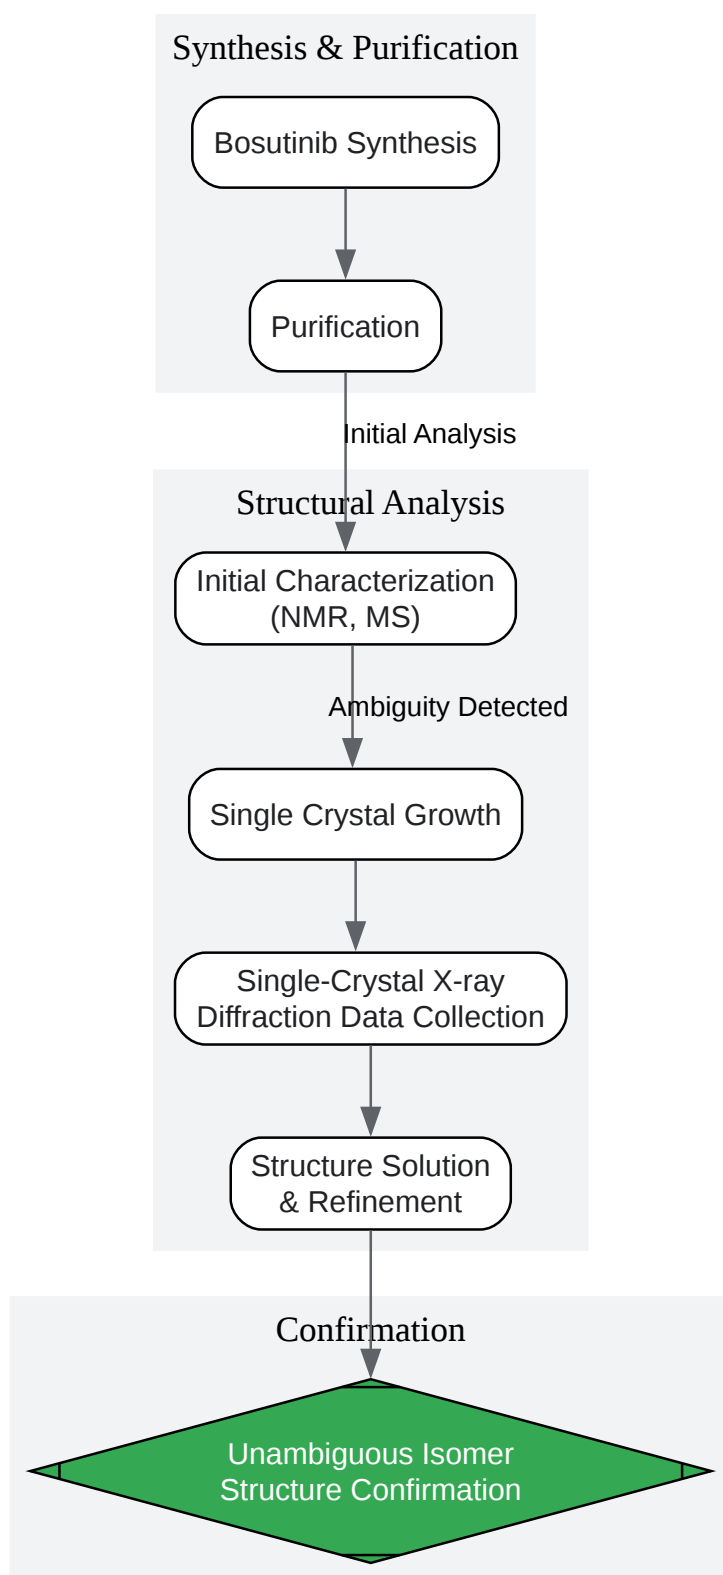 Synthesis & Purification
Bosutinib Synthesis
Purification
Initial Analysis
Structural Analysis
Initial Characterization
(NMR, MS)
Ambiguity Detected
Single Crystal Growth
Single-Crystal X-ray
Diffraction Data Collection
Structure Solution
& Refinement
Confirmation
Unambiguous Isomer
Structure Confirmation